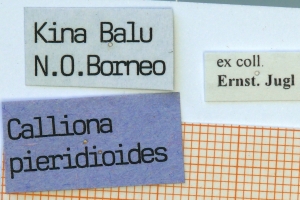 Kina Balu
N.O.Borneo
ex coll.
Ernst. Jugl
Calliona
pieridioides